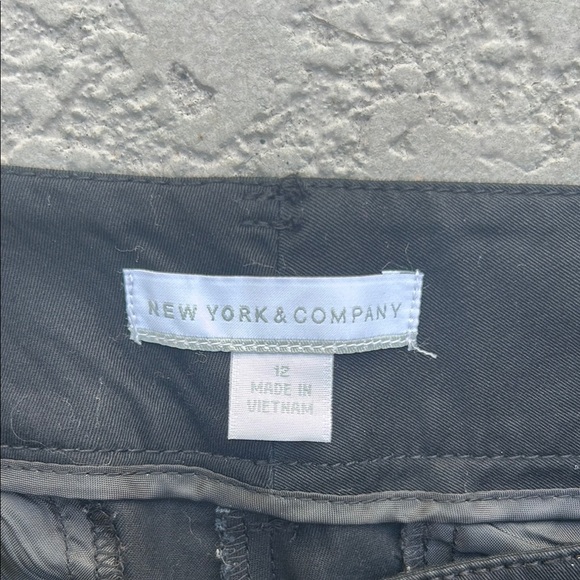 NEW YORK & COMPANY
12
MADE IN
VIETNAM